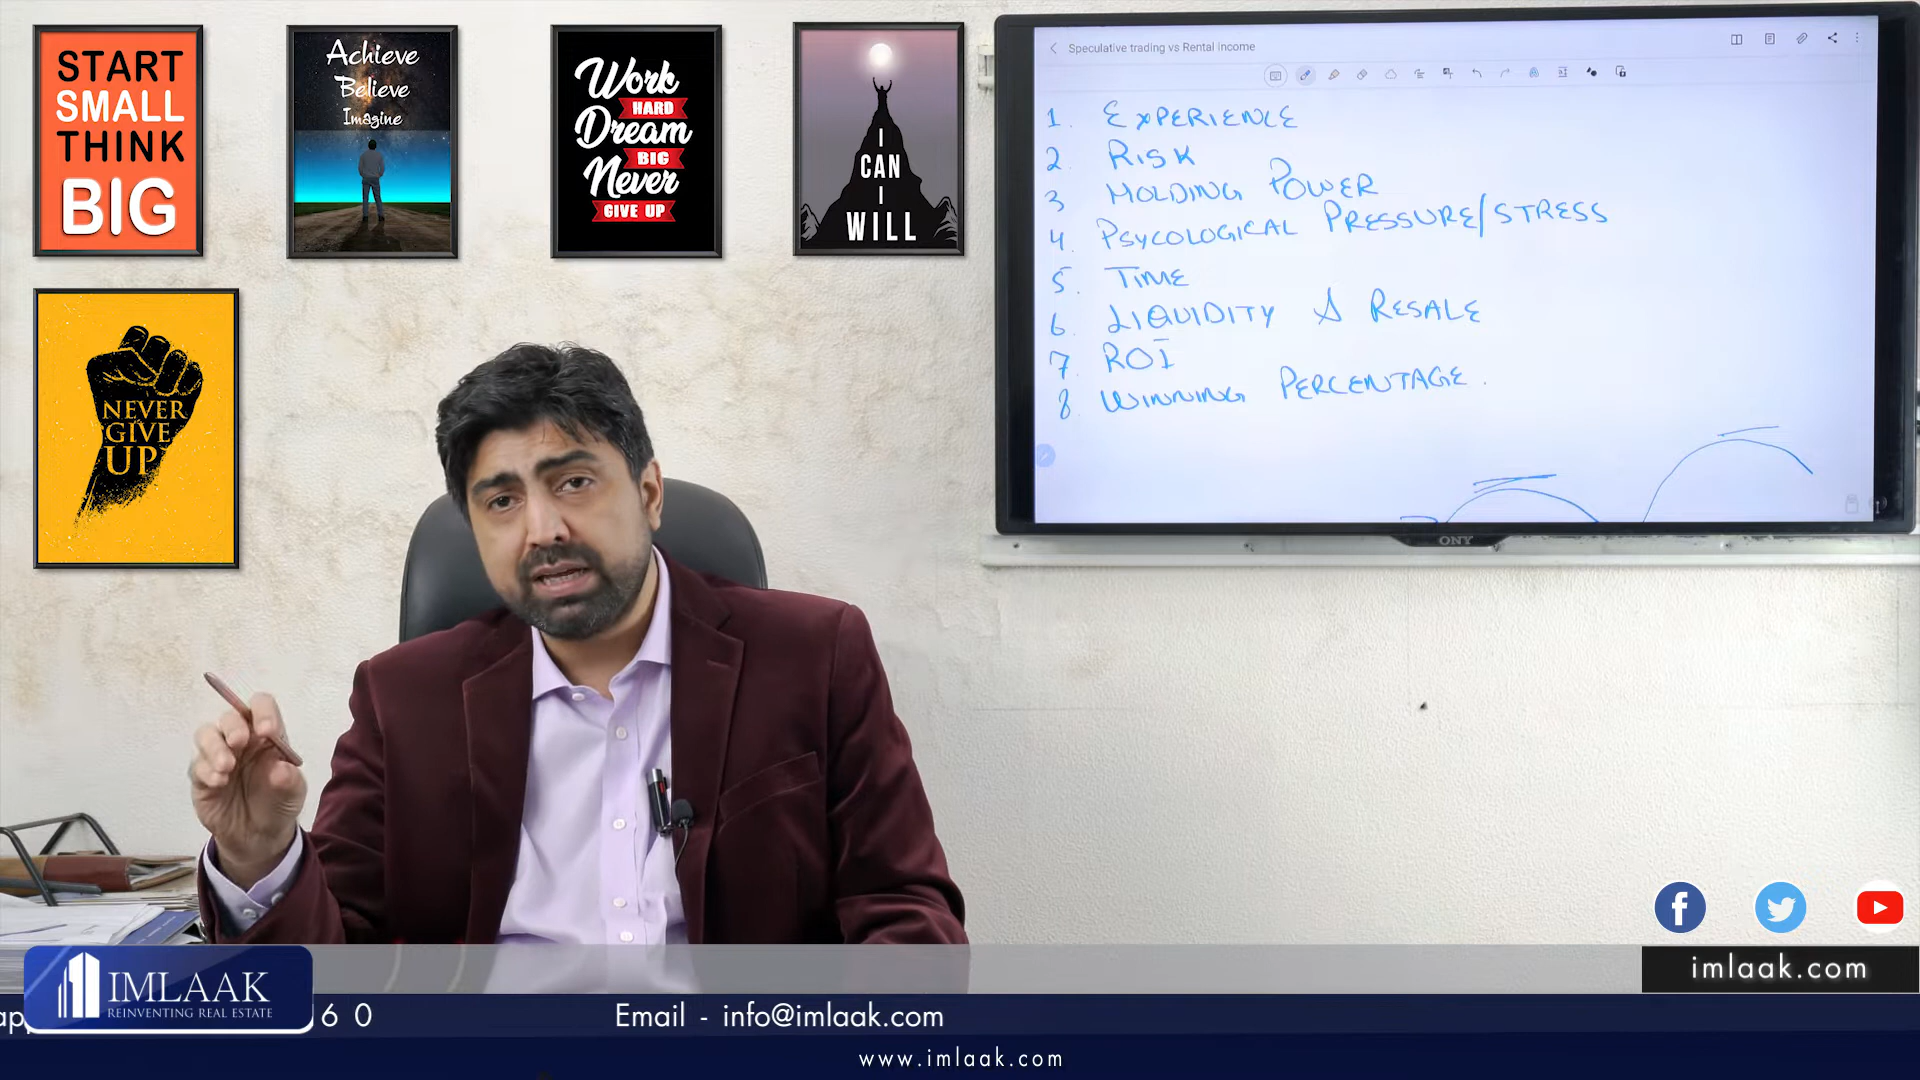 START
SMALL
THINK
BIG
Achieve
Believe
Imagine
Work
HARD
Dream
BIG
Never
GIVE UP
I
CAN
I
WILL
NEVER
GIVE
UP
Speculative trading vs Rental income
1. EXPERIENCE
2. RISK
3 HOLDING POWER
4. PSYCOLOGICAL PRESSURE/STRESS
5. TIME
6. LIQUIDITY & RESALE
7. ROI
8 WINNING PERCENTAGE.
ONY
imlaak.com
IMLAAK
REINVENTING REAL ESTATE
6 0
Email - info@imlaak.com
www.imlaak.com